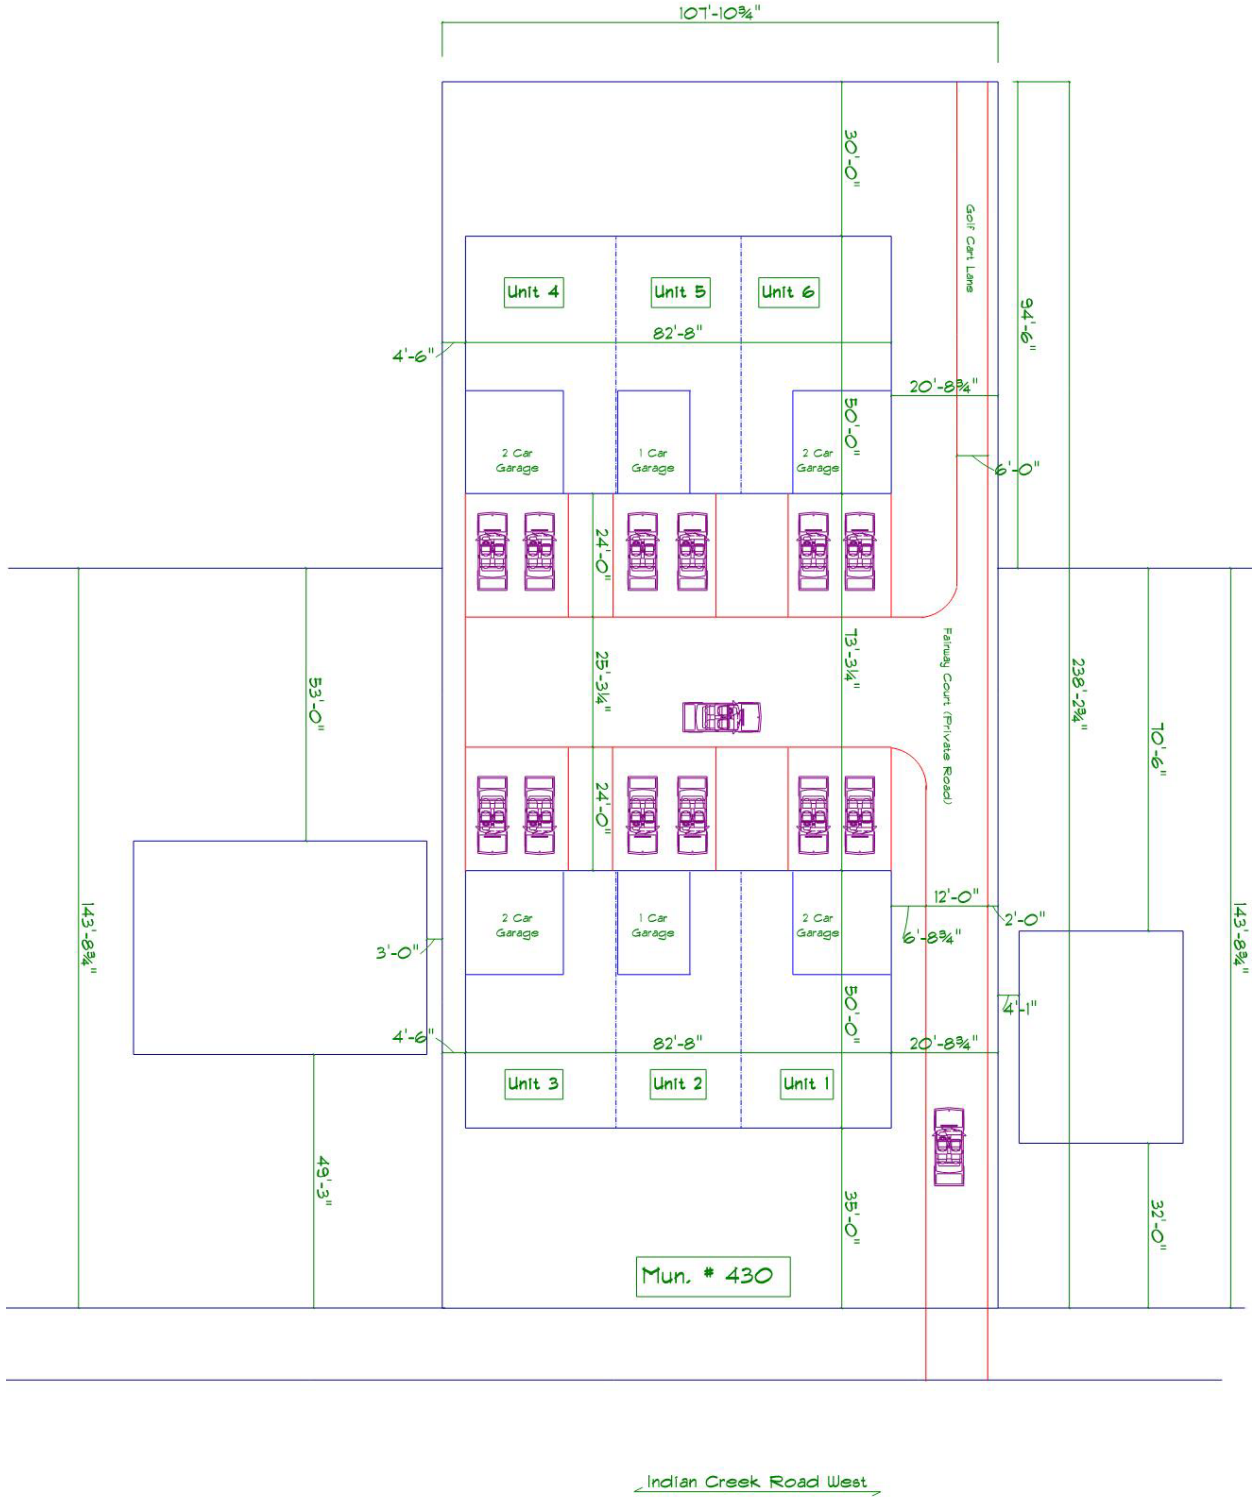 107'-10¾"
30'-0"
Golf Cart Lane
Unit 4
Unit 5
Unit 6
94'-6"
82'-8"
4'-6"
20'-8¾"
50'-0"
2 Car
Garage
1 Car
Garage
2 Car
Garage
6'-0"
24'-0"
73'-3¼"
25'-3¼"
Fairway Court (Private Road)
53'-0"
238'-2¾"
70'-6"
24'-0"
143'-8¾"
2 Car
Garage
1 Car
Garage
2 Car
Garage
12'-0"
2'-0"
6'-8¾"
3'-0"
143'-8¾"
50'-0"
4'-1"
4'-6"
82'-8"
20'-8¾"
Unit 3
Unit 2
Unit 1
49'-3"
35'-0"
32'-0"
Mun. # 430
Indian Creek Road West